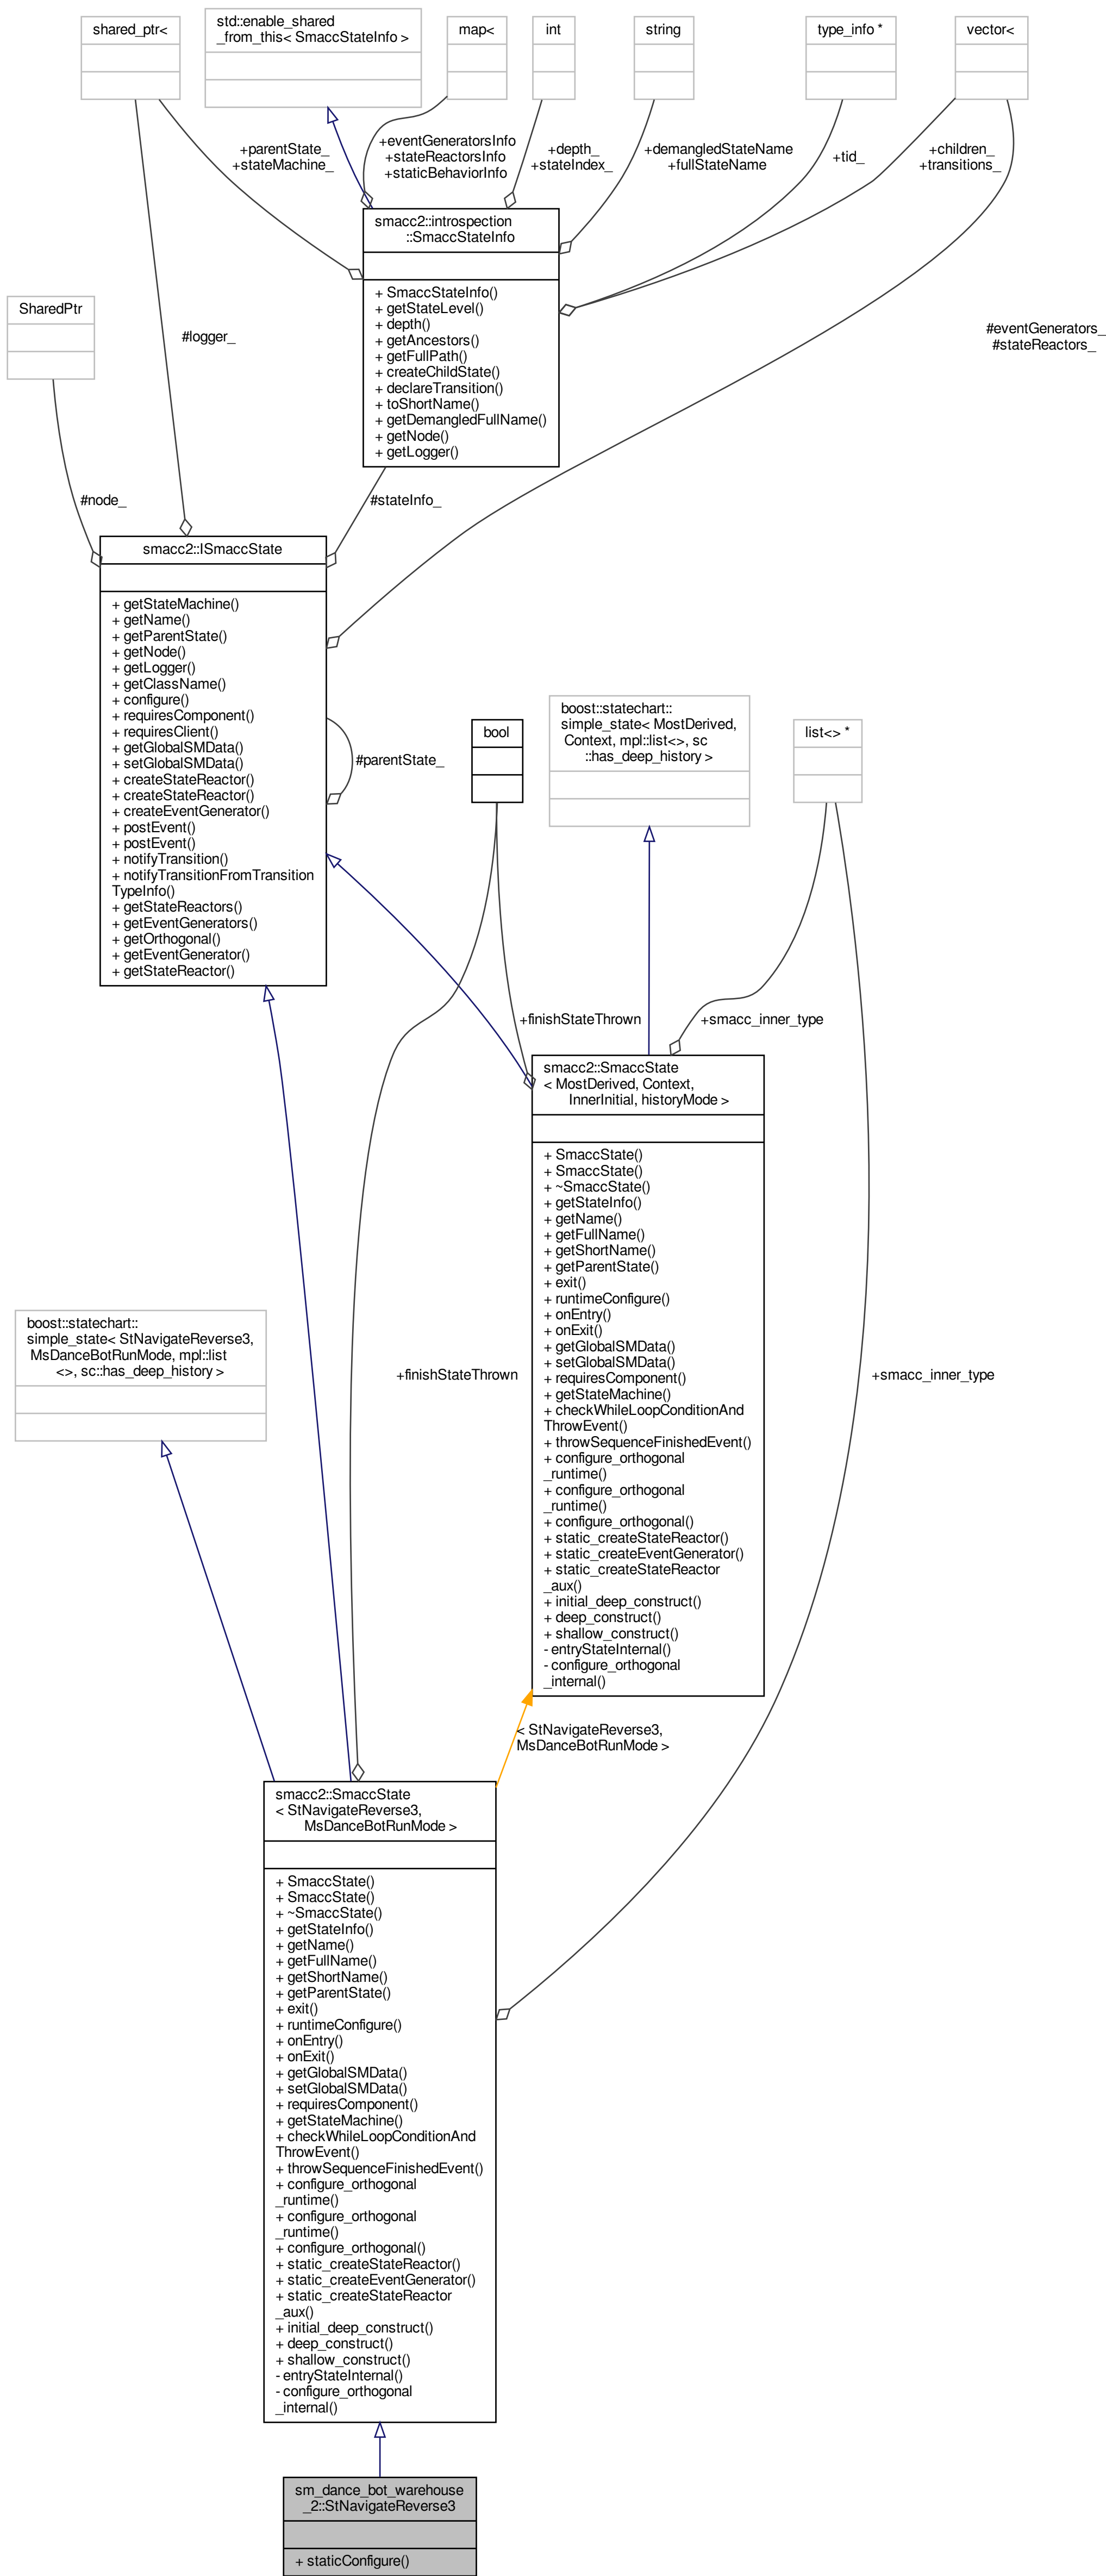 shared_ptr<
std::enable_shared
_from_this< SmaccStateInfo >
map<
int
string
type_info *
vector<
+parentState_
+stateMachine_
+eventGeneratorsInfo
+stateReactorsInfo
+staticBehaviorInfo
+depth_
+stateIndex_
+demangledStateName
+fullStateName
+tid_
+children_
+transitions_
smacc2::introspection
::SmaccStateInfo
+ SmaccStateInfo()
+ getStateLevel()
+ depth()
+ getAncestors()
+ getFullPath()
+ createChildState()
+ declareTransition()
+ toShortName()
+ getDemangledFullName()
+ getNode()
+ getLogger()
SharedPtr
#logger_
#eventGenerators_
#stateReactors_
#node_
#stateInfo_
smacc2::ISmaccState
+ getStateMachine()
+ getName()
+ getParentState()
+ getNode()
+ getLogger()
+ getClassName()
+ configure()
+ requiresComponent()
+ requiresClient()
+ getGlobalSMData()
+ setGlobalSMData()
+ createStateReactor()
+ createStateReactor()
+ createEventGenerator()
+ postEvent()
+ postEvent()
+ notifyTransition()
+ notifyTransitionFromTransition
TypeInfo()
+ getStateReactors()
+ getEventGenerators()
+ getOrthogonal()
+ getEventGenerator()
+ getStateReactor()
#parentState_
bool
boost::statechart::
simple_state< MostDerived,
Context, mpl::list<>, sc
::has_deep_history >
list<> *
+finishStateThrown
+smacc_inner_type
smacc2::SmaccState
< MostDerived, Context,
InnerInitial, historyMode >
+ SmaccState()
+ SmaccState()
+ ~SmaccState()
+ getStateInfo()
+ getName()
+ getFullName()
+ getShortName()
+ getParentState()
+ exit()
+ runtimeConfigure()
+ onEntry()
+ onExit()
+ getGlobalSMData()
+ setGlobalSMData()
+ requiresComponent()
+ getStateMachine()
+ checkWhileLoopConditionAnd
ThrowEvent()
+ throwSequenceFinishedEvent()
+ configure_orthogonal
_runtime()
+ configure_orthogonal
_runtime()
+ configure_orthogonal()
+ static_createStateReactor()
+ static_createEventGenerator()
+ static_createStateReactor
_aux()
+ initial_deep_construct()
+ deep_construct()
+ shallow_construct()
- entryStateInternal()
- configure_orthogonal
_internal()
boost::statechart::
simple_state< StNavigateReverse3,
MsDanceBotRunMode, mpl::list
<>, sc::has_deep_history >
+finishStateThrown
+smacc_inner_type
< StNavigateReverse3,
MsDanceBotRunMode >
smacc2::SmaccState
< StNavigateReverse3,
MsDanceBotRunMode >
+ SmaccState()
+ SmaccState()
+ ~SmaccState()
+ getStateInfo()
+ getName()
+ getFullName()
+ getShortName()
+ getParentState()
+ exit()
+ runtimeConfigure()
+ onEntry()
+ onExit()
+ getGlobalSMData()
+ setGlobalSMData()
+ requiresComponent()
+ getStateMachine()
+ checkWhileLoopConditionAnd
ThrowEvent()
+ throwSequenceFinishedEvent()
+ configure_orthogonal
_runtime()
+ configure_orthogonal
_runtime()
+ configure_orthogonal()
+ static_createStateReactor()
+ static_createEventGenerator()
+ static_createStateReactor
_aux()
+ initial_deep_construct()
+ deep_construct()
+ shallow_construct()
- entryStateInternal()
- configure_orthogonal
_internal()
sm_dance_bot_warehouse
_2::StNavigateReverse3
+ staticConfigure()